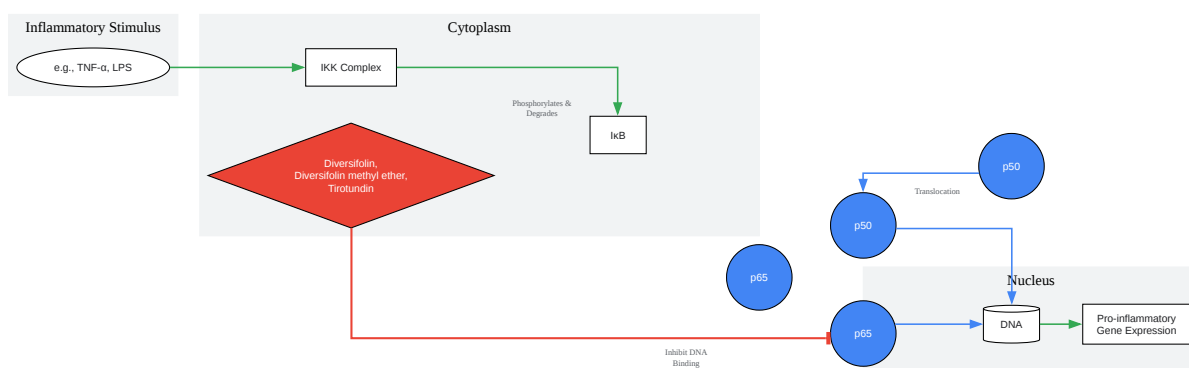 Inflammatory Stimulus
e.g., TNF-α, LPS
Cytoplasm
IKK Complex
Phosphorylates &
Degrades
IκB
Diversifolin,
Diversifolin methyl ether,
Tirotundin
p50
Translocation
p50
p65
Nucleus
p65
DNA
Pro-inflammatory
Gene Expression
Inhibit DNA
Binding